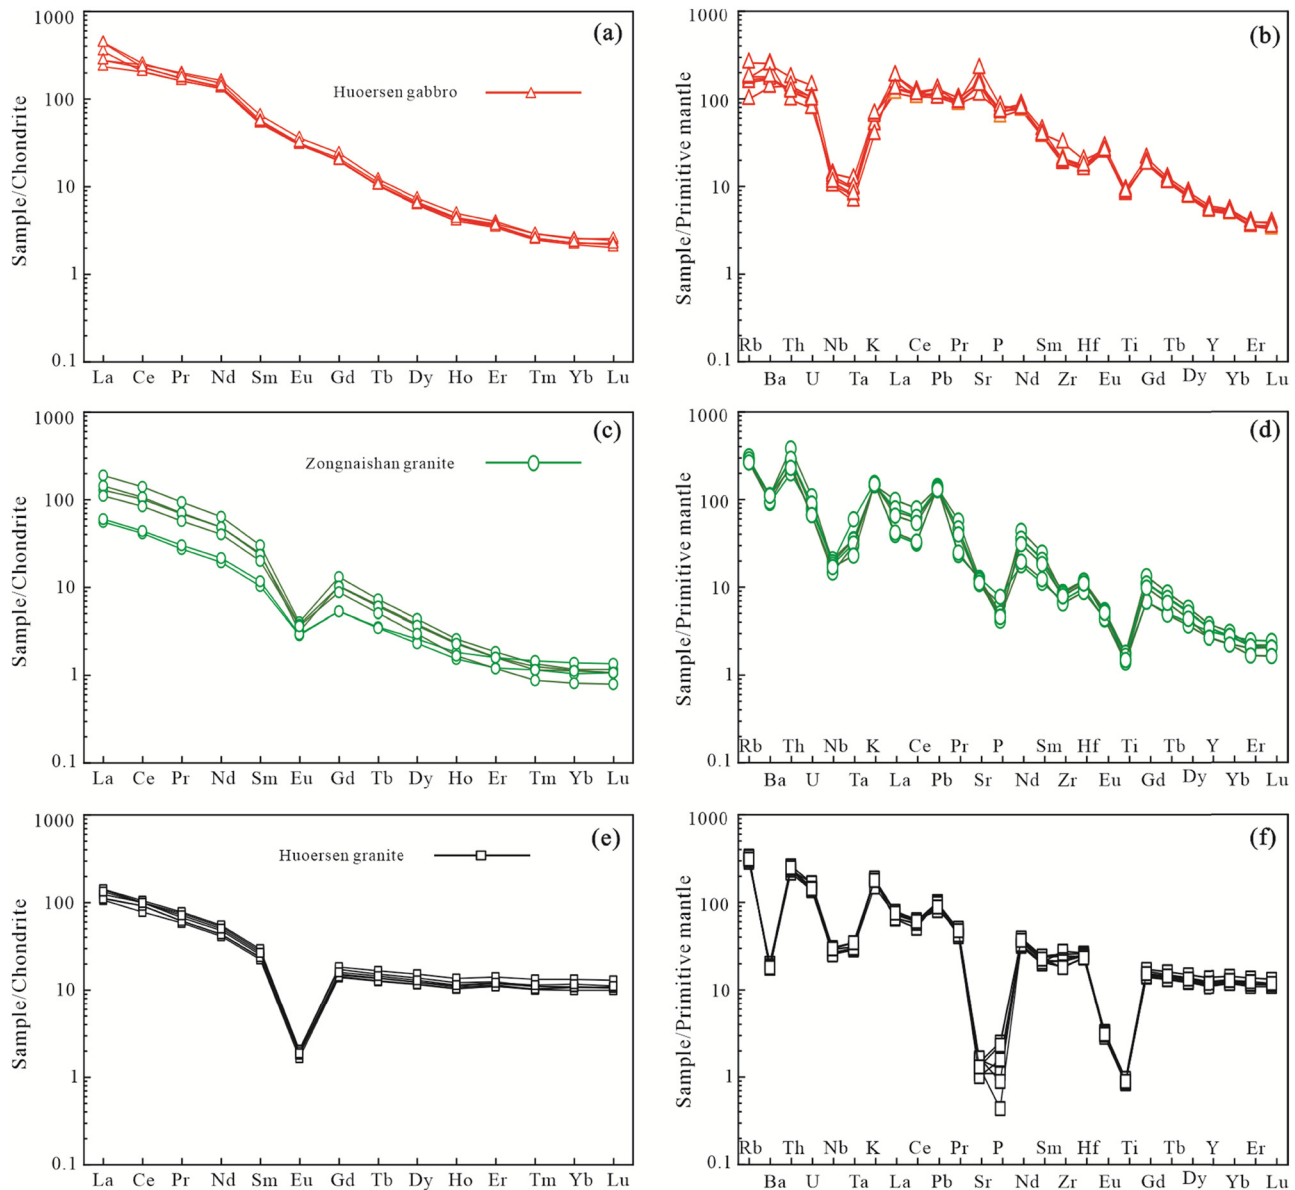 (a)
Sample/Chondrite
1000
100
10
1
0.1
Huoersen gabbro
La Ce Pr Nd Sm Eu Gd Tb Dy Ho Er Tm Yb Lu
(b)
Sample/Primitive mantle
1000
100
10
1
0.1
Rb Th Nb K Ce Pr P Sm Hf Ti Tb Y Er
Ba U Ta La Pb Sr Nd Zr Eu Gd Dy Yb Lu
(c)
Sample/Chondrite
1000
100
10
1
0.1
Zongnaishan granite
La Ce Pr Nd Sm Eu Gd Tb Dy Ho Er Tm Yb Lu
(d)
Sample/Primitive mantle
1000
100
10
1
0.1
Rb Th Nb K Ce Pr P Sm Hf Ti Tb Y Er
Ba U Ta La Pb Sr Nd Zr Eu Gd Dy Yb Lu
(e)
Sample/Chondrite
1000
100
10
1
0.1
Huoersen granite
La Ce Pr Nd Sm Eu Gd Tb Dy Ho Er Tm Yb Lu
(f)
Sample/Primitive mantle
1000
100
10
1
0.1
Rb Th Nb K Ce Pr P Sm Hf Ti Tb Y Er
Ba U Ta La Pb Sr Nd Zr Eu Gd Dy Yb Lu